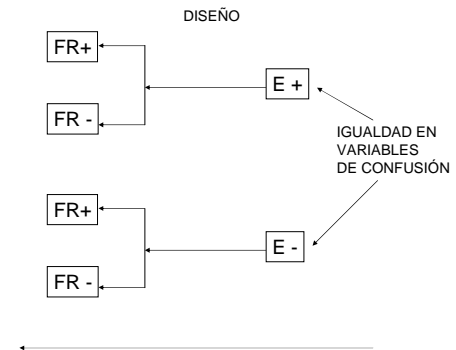 DISEÑO
FR+
E +
FR -
IGUALDAD EN
VARIABLES
DE CONFUSIÓN
FR+
E -
FR -